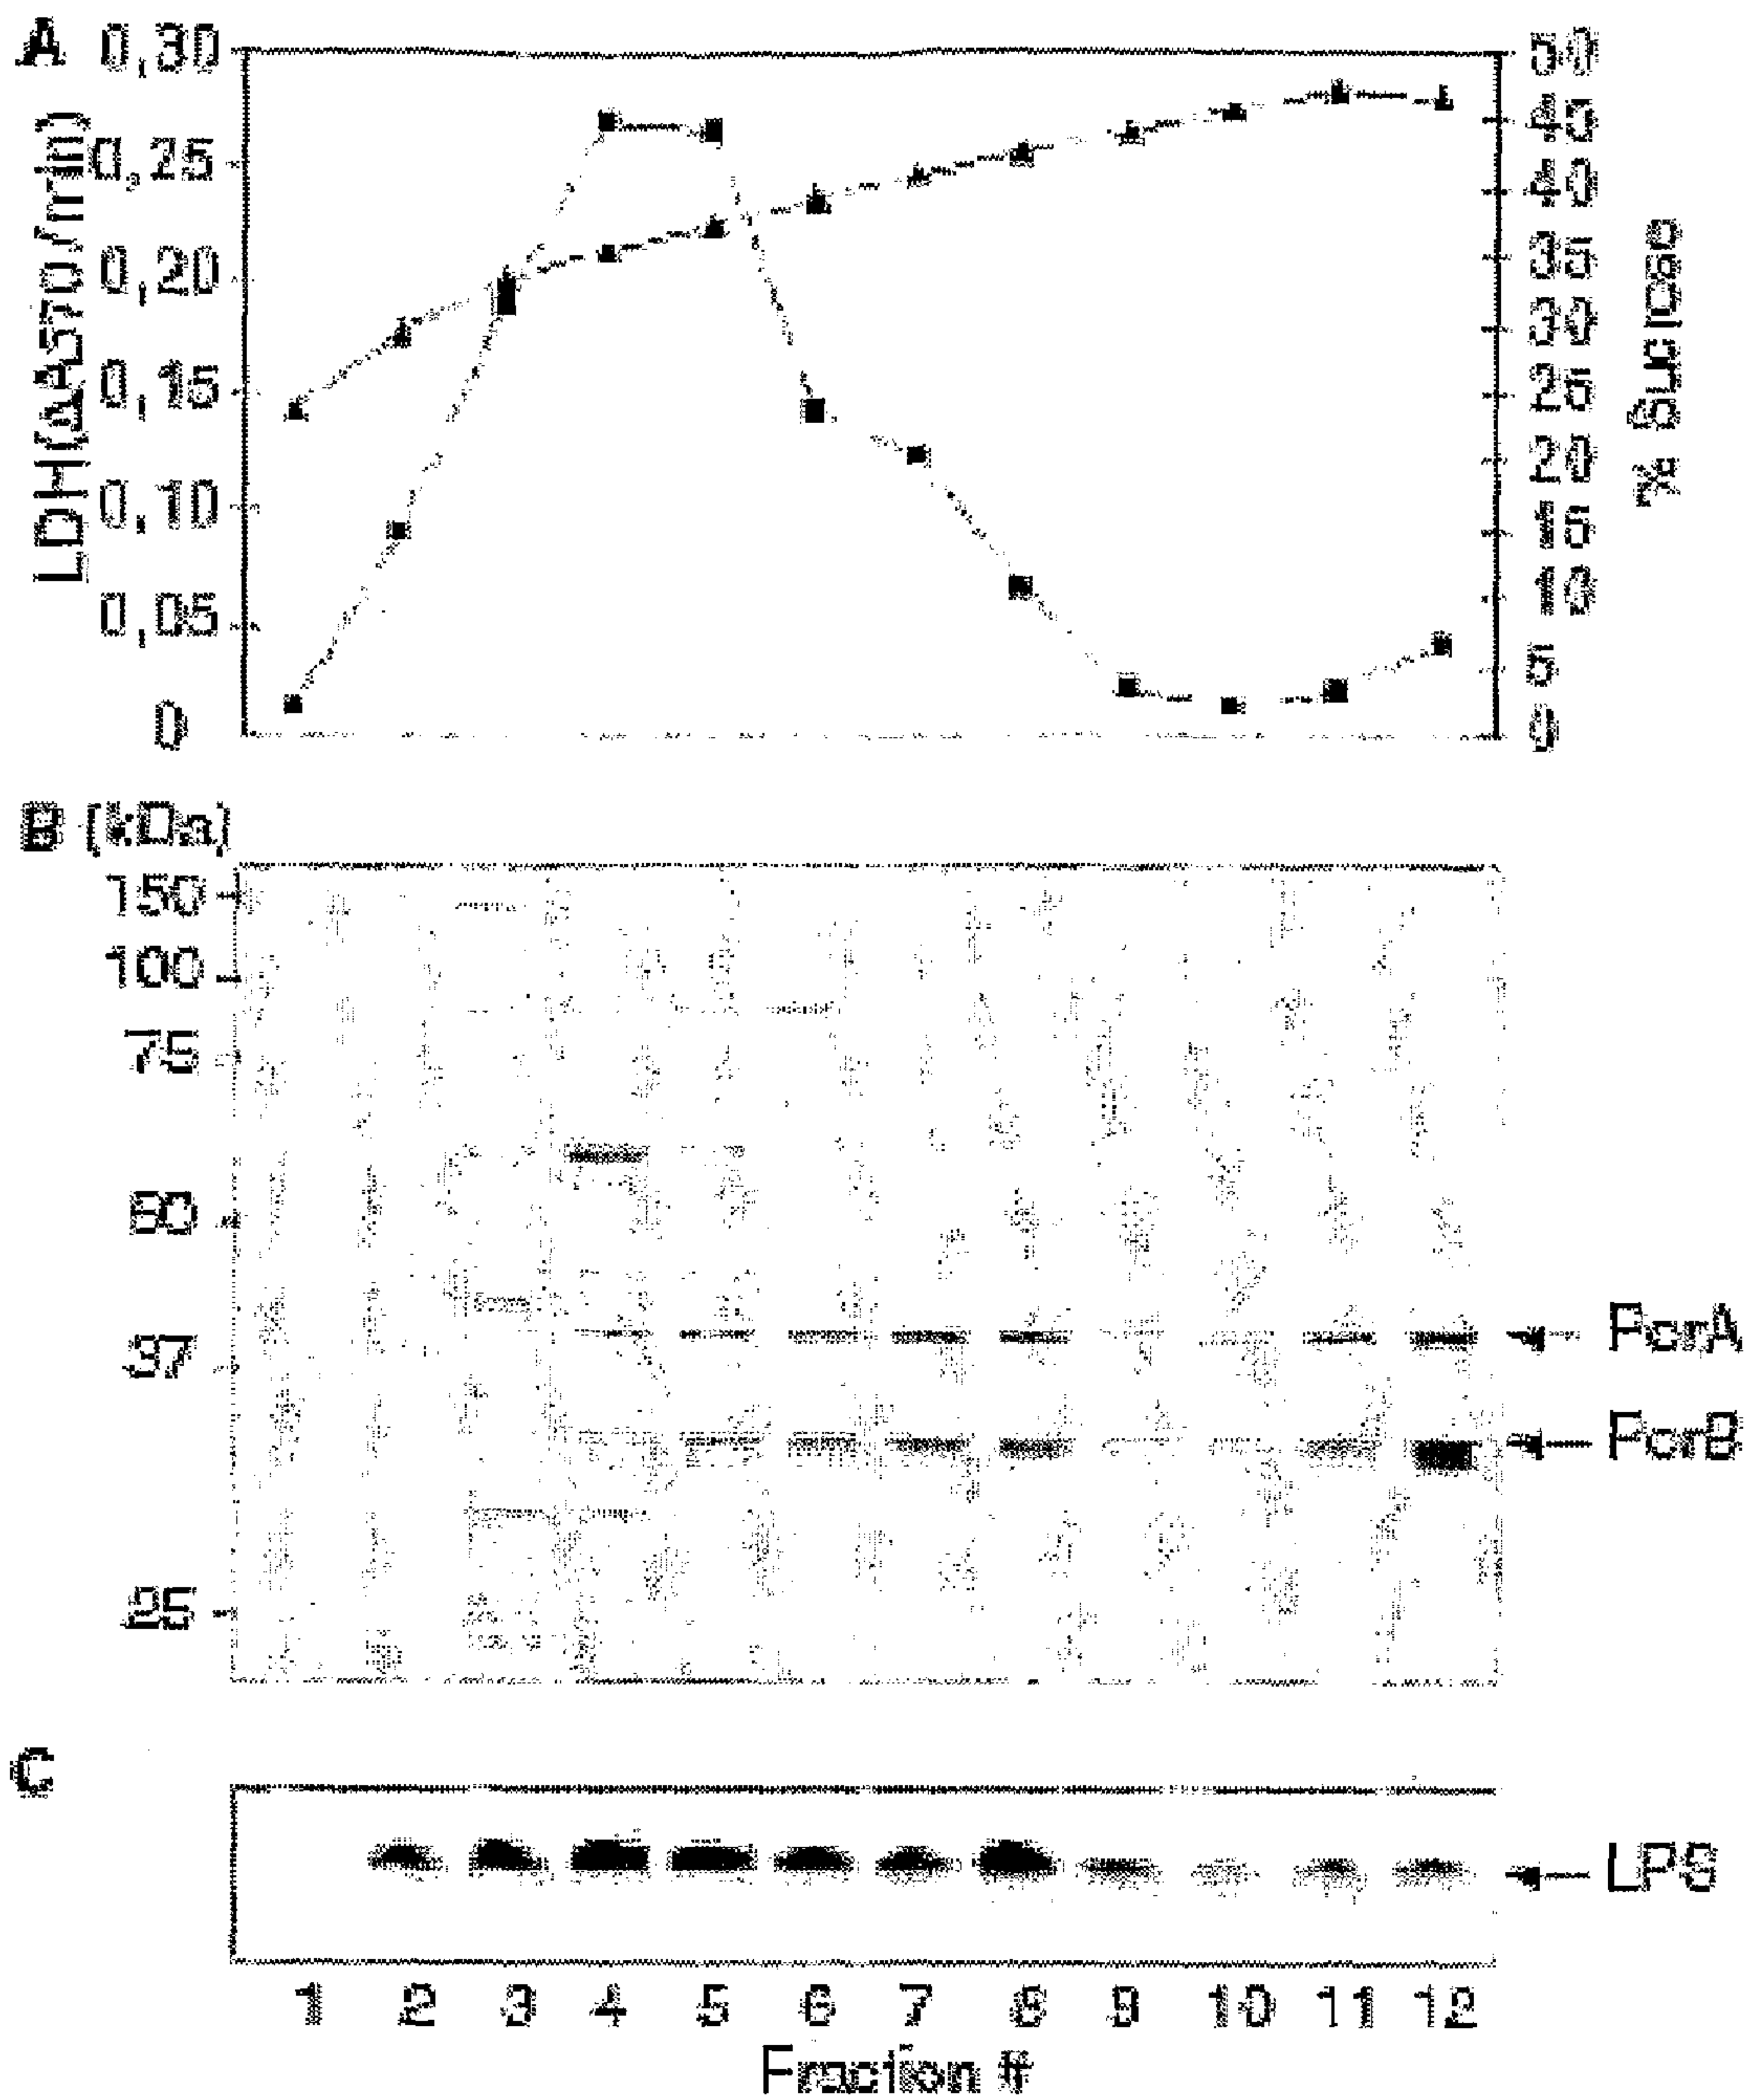 A
0,30
0,25
0,20
0,15
0,10
0,05
0
LDH(ΔA570/min)
50
45
40
35
30
25
20
15
10
5
0
% Sucrose
B (kDa)
150
100
75
50
37
25
PorA
PorB
C
LPS
1 2 3 4 5 6 7 8 9 10 11 12
Fraction #